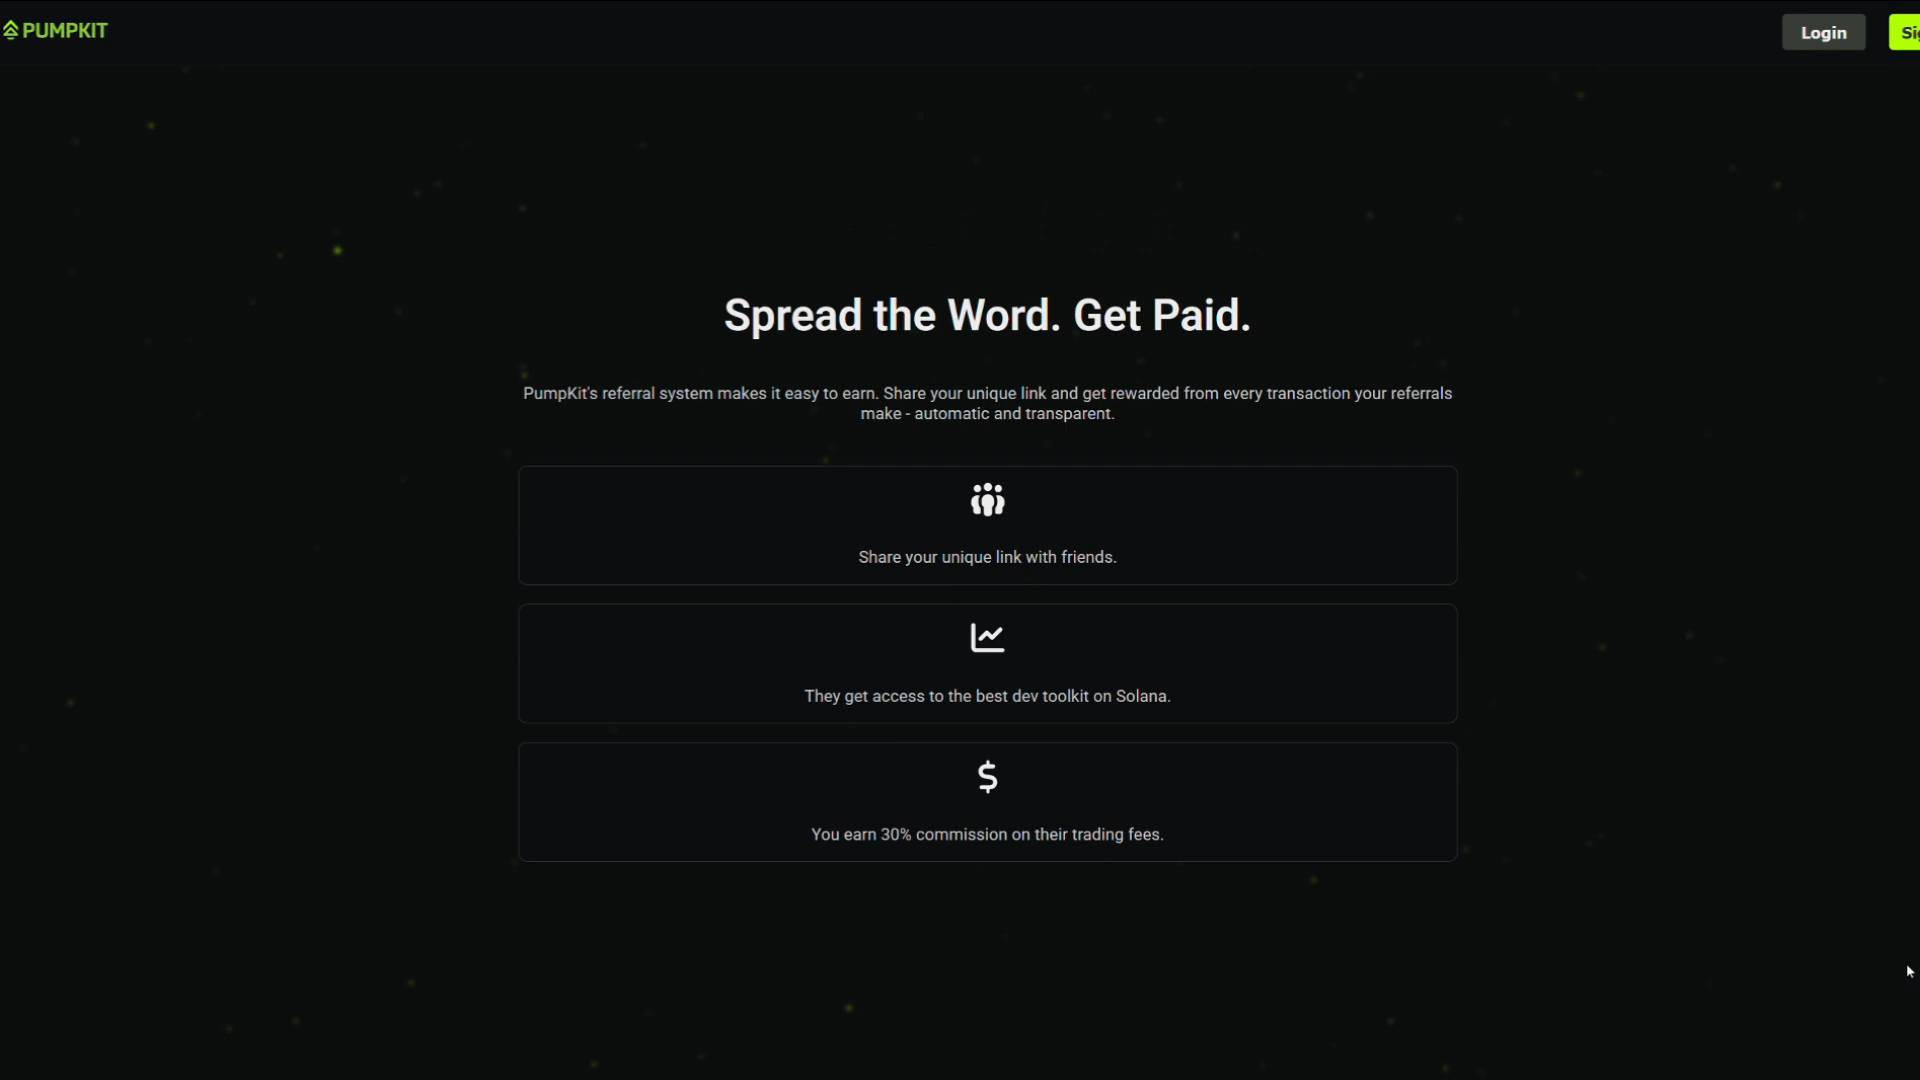 PUMPKIT
Login
Spread the Word. Get Paid.
PumpKit's referral system makes it easy to earn. Share your unique link and get rewarded from every transaction your referrals
make - automatic and transparent.
Share your unique link with friends.
They get access to the best dev toolkit on Solana.
You earn 30% commission on their trading fees.